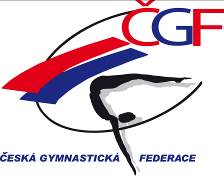 ČGF
ČESKÁ GYMNASTICKÁ FEDERACE